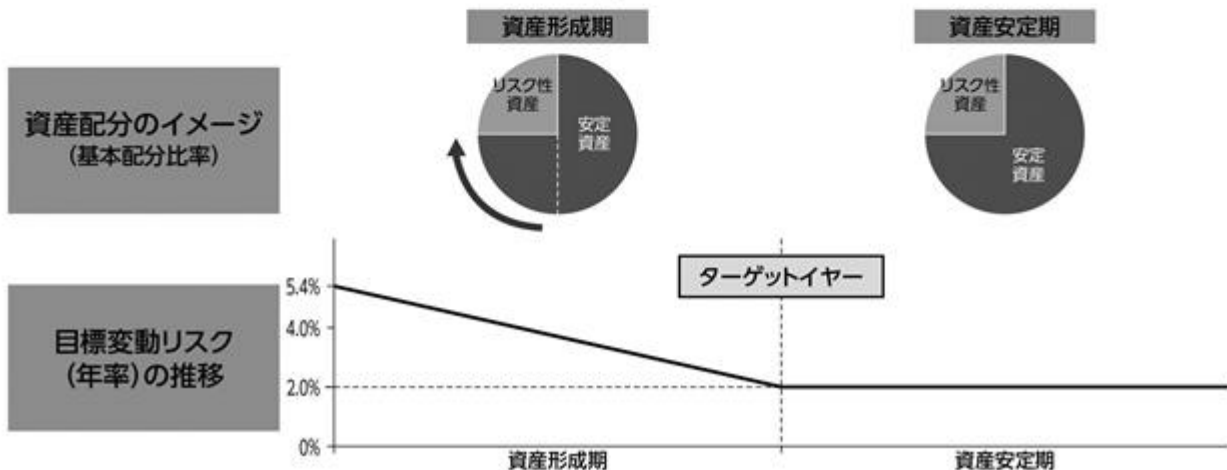 資産形成期
資産安定期
資産配分のイメージ
(基本配分比率)
リスク性
資産
安定
資産
リスク性
資産
安定
資産
ターゲットイヤー
目標変動リスク
(年率)の推移
5.4%
4.0%
2.0%
0%
資産形成期
資産安定期